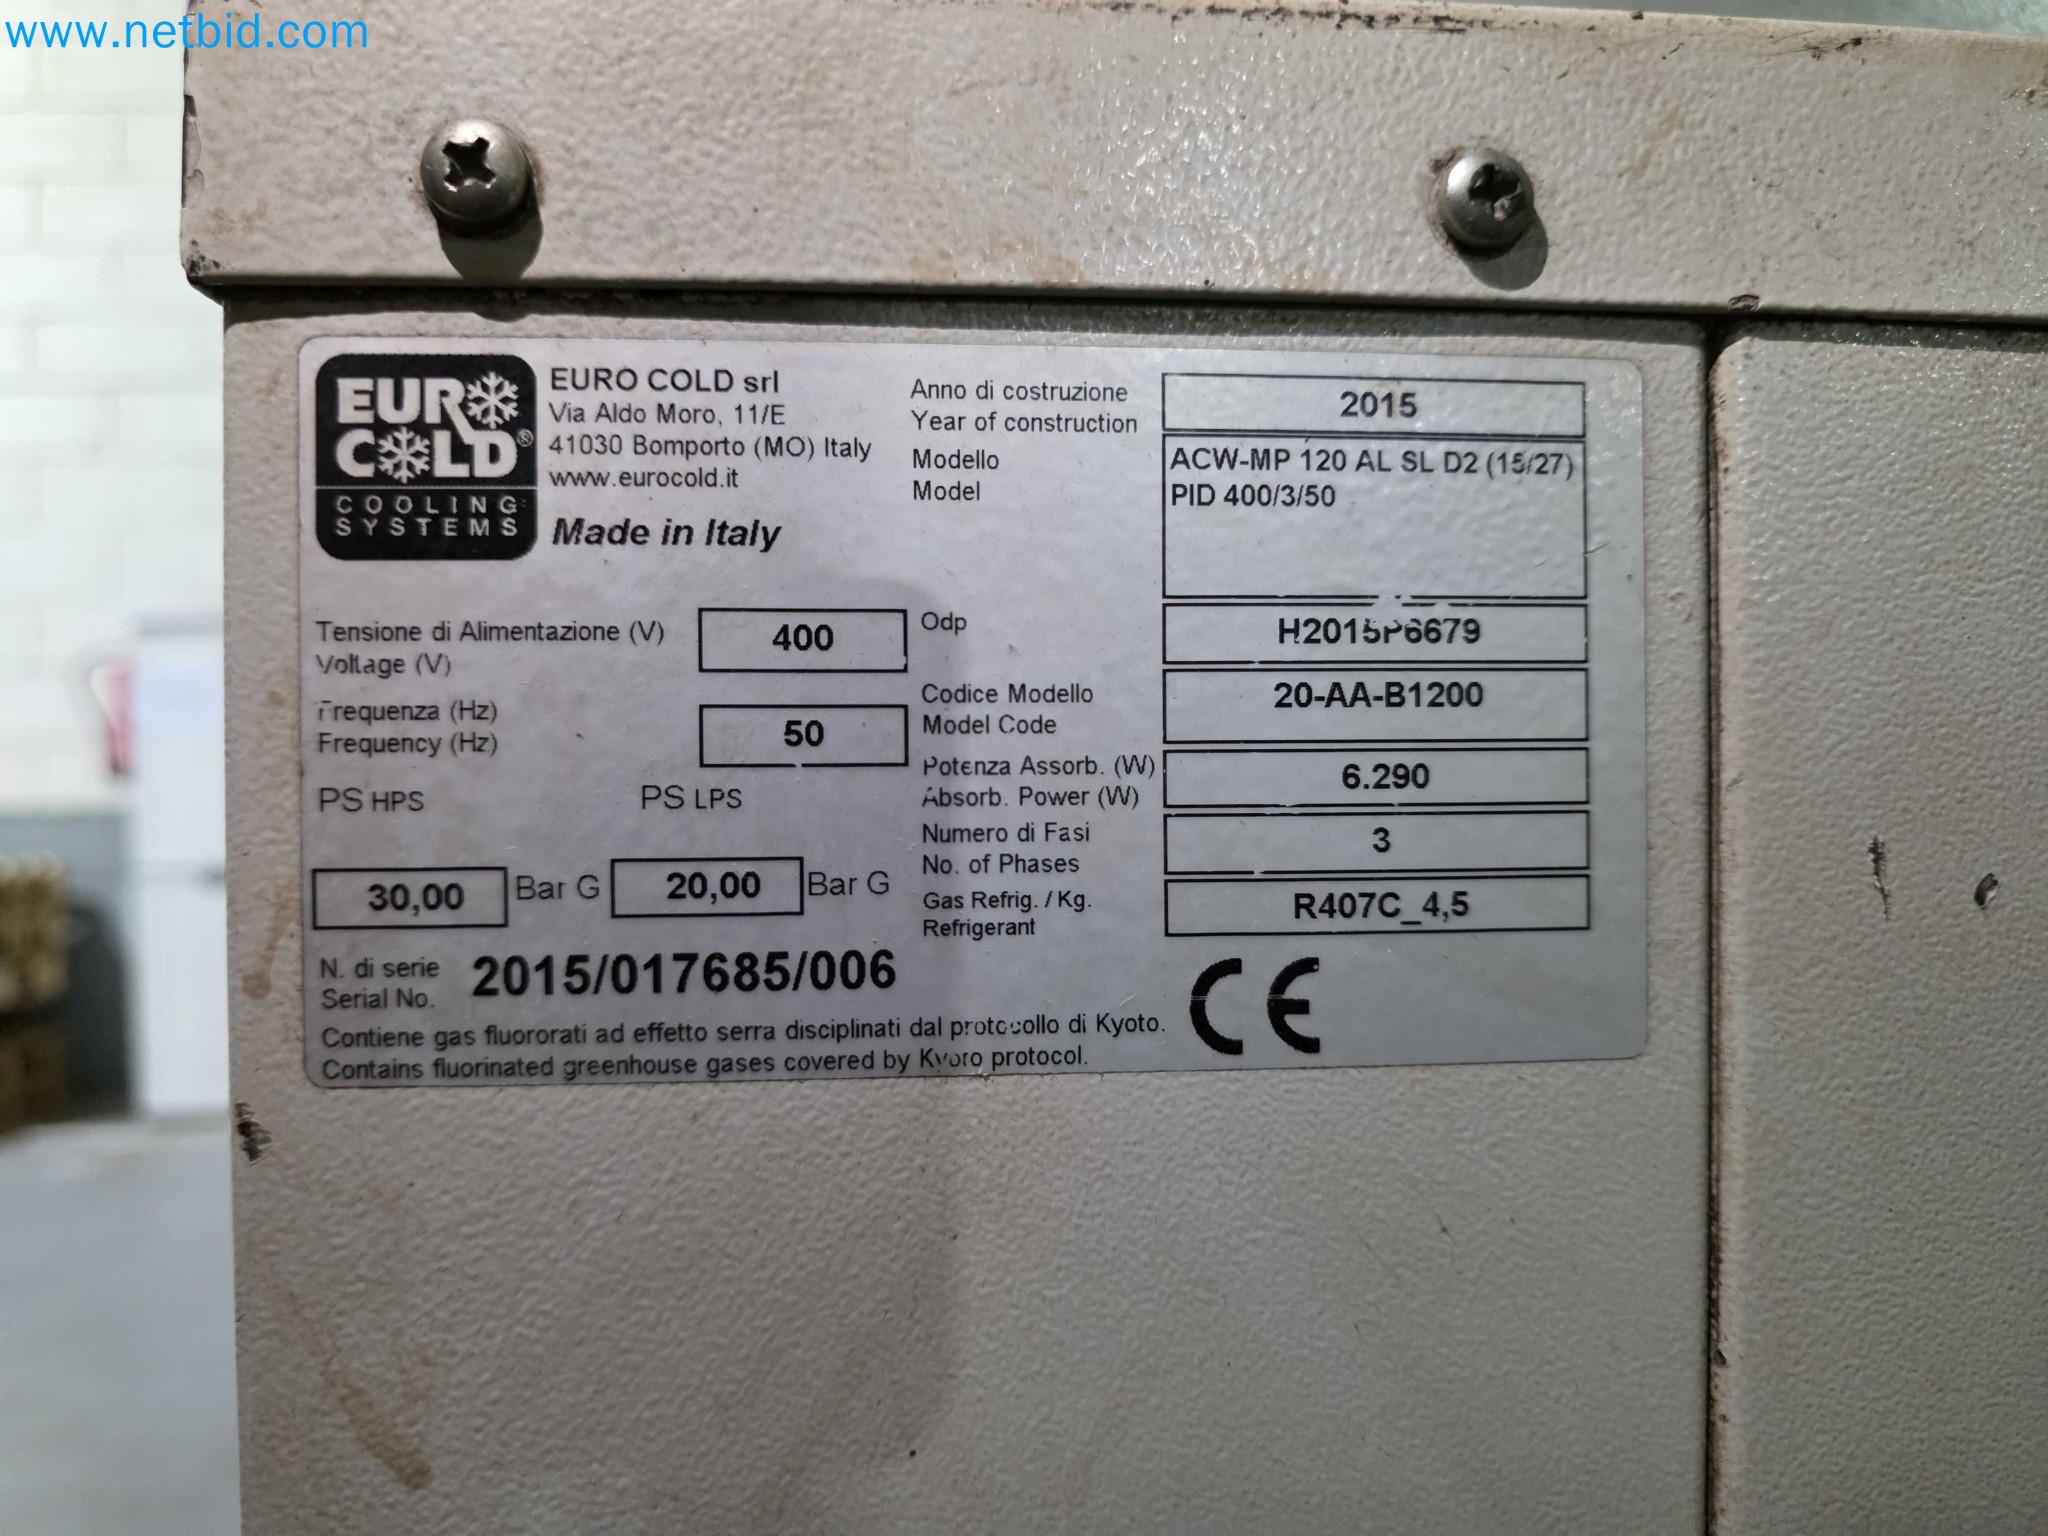 www.netbid.com
EURO COLD®
COOLING
SYSTEMS
EURO COLD srl
Via Aldo Moro, 11/E
41030 Bomporto (MO) Italy
www.eurocold.it
Made in Italy
Anno di costruzione
Year of construction
2015
Modello
Model
ACW-MP 120 AL SL D2 (15/27)
PID 400/3/50
Tensione di Alimentazione (V)
Voltage (V)
400
Odp
H2015P6679
Frequenza (Hz)
Frequency (Hz)
50
Codice Modello
Model Code
20-AA-B1200
Potenza Assorb. (W)
Absorb. Power (W)
6.290
PS HPS
PS LPS
Numero di Fasi
No. of Phases
3
30,00 Bar G
20,00 Bar G
Gas Refrig. / Kg.
Refrigerant
R407C_4,5
N. di serie
Serial No.
2015/017685/006
CE
Contiene gas fluororati ad effetto serra disciplinati dal protocollo di Kyoto.
Contains fluorinated greenhouse gases covered by Kyoro protocol.